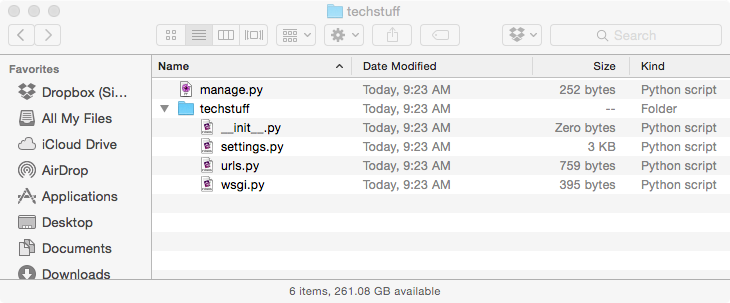 techstuff
Search
Favorites
Dropbox (Si...
All My Files
iCloud Drive
AirDrop
Applications
Desktop
Documents
Downloads
Name Date Modified Size Kind
manage.py Today, 9:23 AM 252 bytes Python script
techstuff Today, 9:23 AM -- Folder
__init__.py Today, 9:23 AM Zero bytes Python script
settings.py Today, 9:23 AM 3 KB Python script
urls.py Today, 9:23 AM 759 bytes Python script
wsgi.py Today, 9:23 AM 395 bytes Python script
6 items, 261.08 GB available